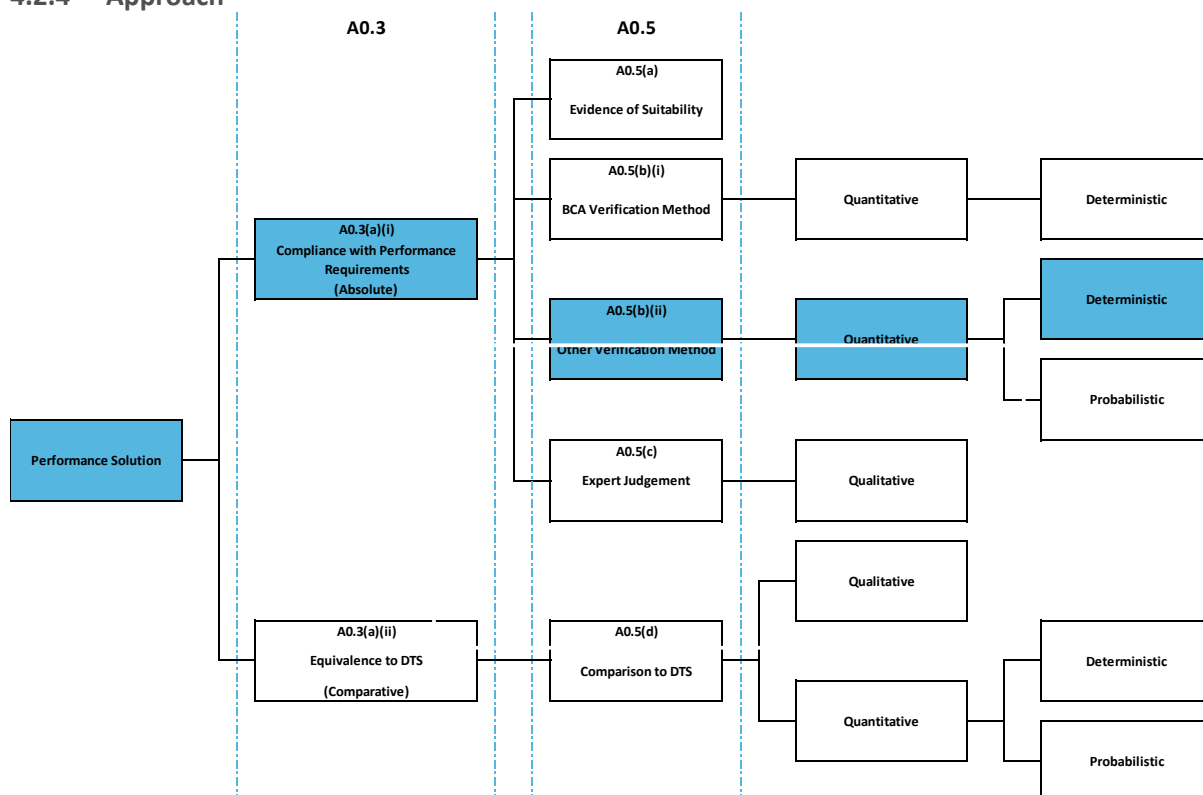 4.2.4 Approach
A0.3
A0.5
A0.5(a)
Evidence of Suitability
A0.5(b)(i)
BCA Verification Method
Quantitative
Deterministic
A0.3(a)(i)
Compliance with Performance
Requirements
(Absolute)
A0.5(b)(ii)
Other Verification Method
Quantitative
Deterministic
Probabilistic
Performance Solution
A0.5(c)
Expert Judgement
Qualitative
Qualitative
A0.3(a)(ii)
Equivalence to DTS
(Comparative)
A0.5(d)
Comparison to DTS
Deterministic
Quantitative
Probabilistic